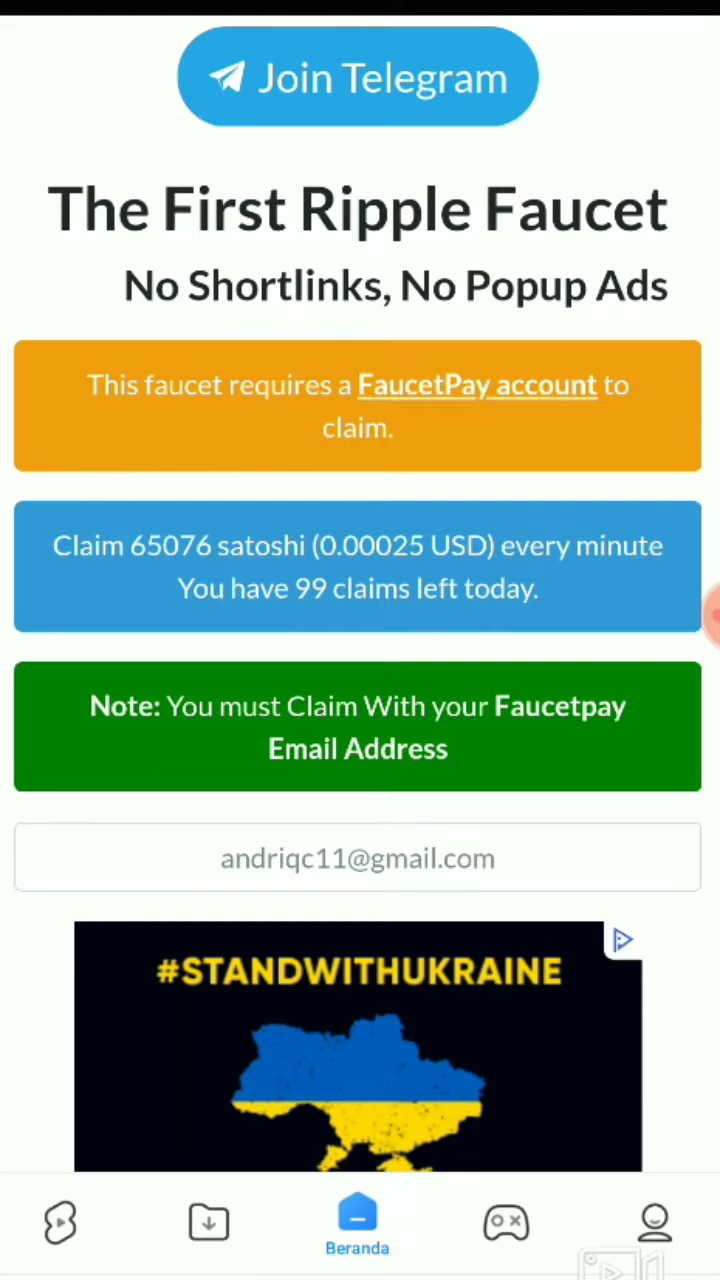 Join Telegram
The First Ripple Faucet
No Shortlinks, No Popup Ads
This faucet requires a FaucetPay account to
claim.
Claim 65076 satoshi (0.00025 USD) every minute
You have 99 claims left today.
Note: You must Claim With your Faucetpay
Email Address
andriqc11@gmail.com
#STANDWITHUKRAINE
Beranda